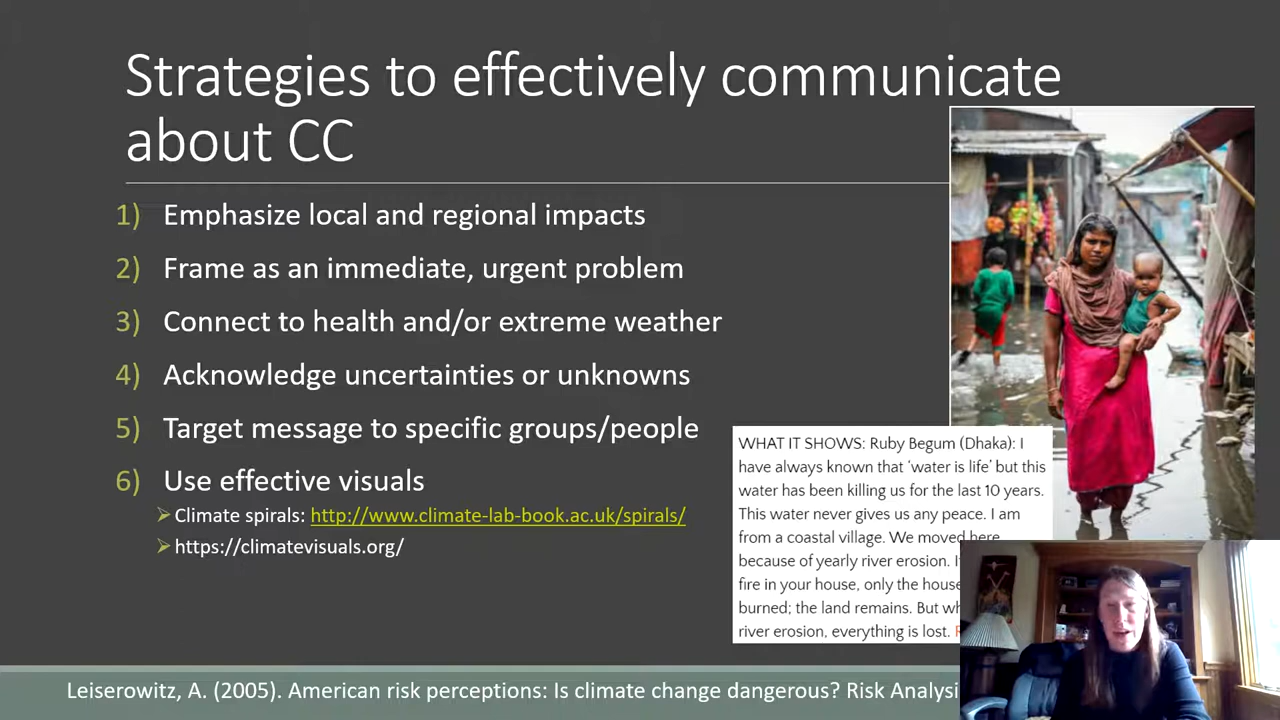 Strategies to effectively communicate
about CC
1) Emphasize local and regional impacts
2) Frame as an immediate, urgent problem
3) Connect to health and/or extreme weather
4) Acknowledge uncertainties or unknowns
5) Target message to specific groups/people
6) Use effective visuals
Climate spirals: http://www.climate-lab-book.ac.uk/spirals/
https://climatevisuals.org/
WHAT IT SHOWS: Ruby Begum (Dhaka): I
have always known that ‘water is life’ but this
water has been killing us for the last 10 years.
This water never gives us any peace. I am
from a coastal village. We moved here
because of yearly river erosion.
fire in your house, only the house
burned; the land remains. But
river erosion, everything is lost.
Leiserowitz, A. (2005). American risk perceptions: Is climate change dangerous? Risk